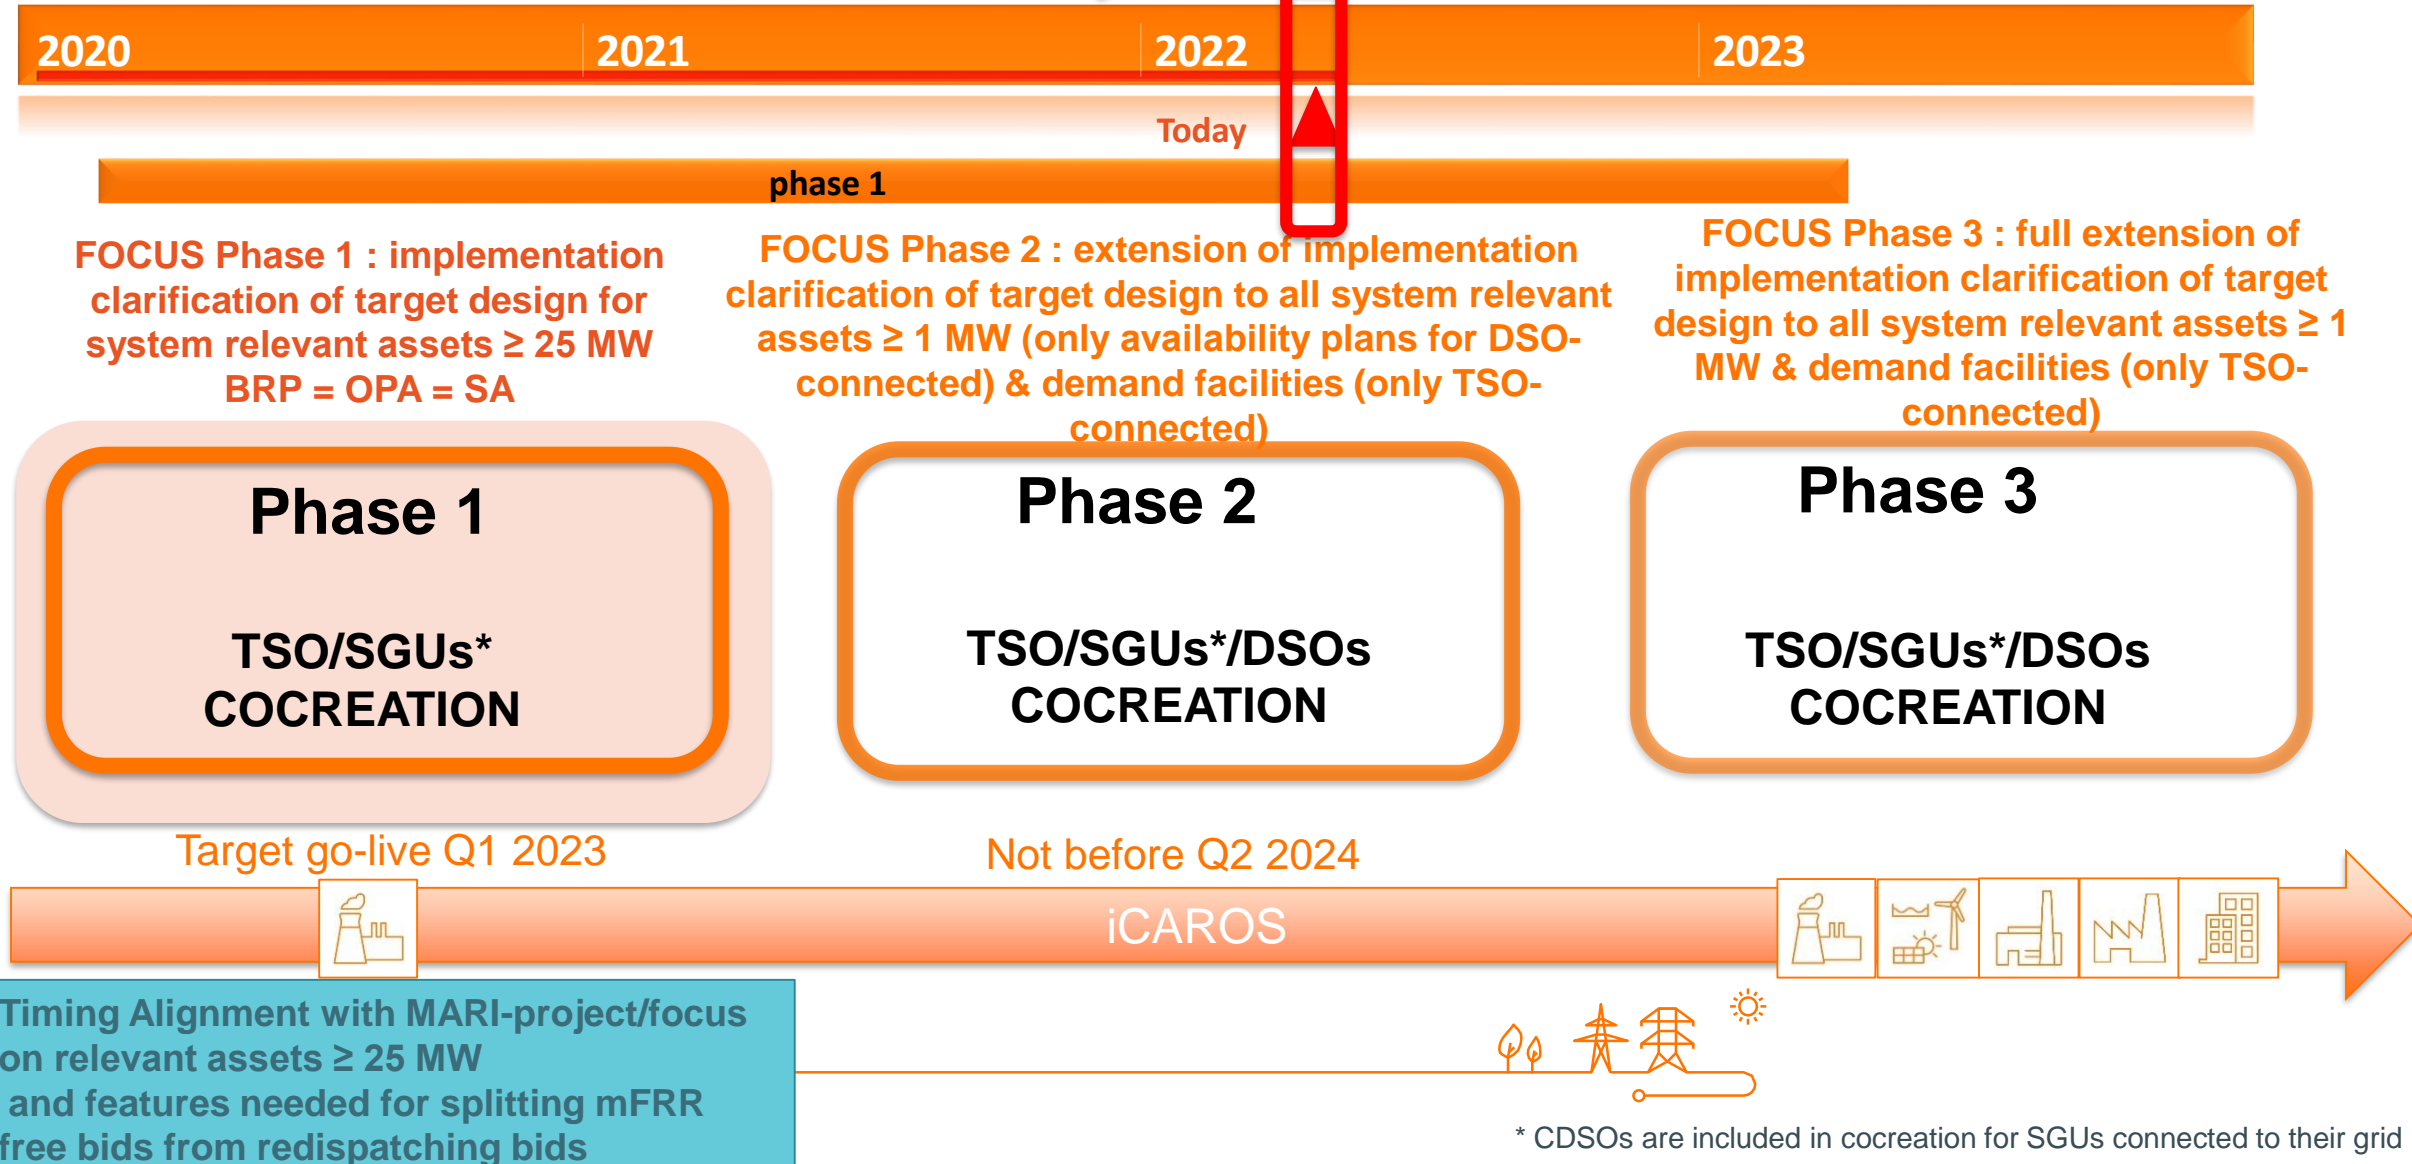 2020 2021 2022 2023
Today
phase 1
FOCUS Phase 1 : implementation
clarification of target design for
system relevant assets ≥ 25 MW
BRP = OPA = SA
FOCUS Phase 2 : extension of implementation
clarification of target design to all system relevant
assets ≥ 1 MW (only availability plans for DSO-
connected) & demand facilities (only TSO-
connected)
FOCUS Phase 3 : full extension of
implementation clarification of target
design to all system relevant assets ≥ 1
MW & demand facilities (only TSO-
connected)
Phase 1
TSO/SGUs*
COCREATION
Phase 2
TSO/SGUs*/DSOs
COCREATION
Phase 3
TSO/SGUs*/DSOs
COCREATION
Target go-live Q1 2023
Not before Q2 2024
iCAROS
Timing Alignment with MARI-project/focus
on relevant assets ≥ 25 MW
and features needed for splitting mFRR
free bids from redispatching bids
* CDSOs are included in cocreation for SGUs connected to their grid